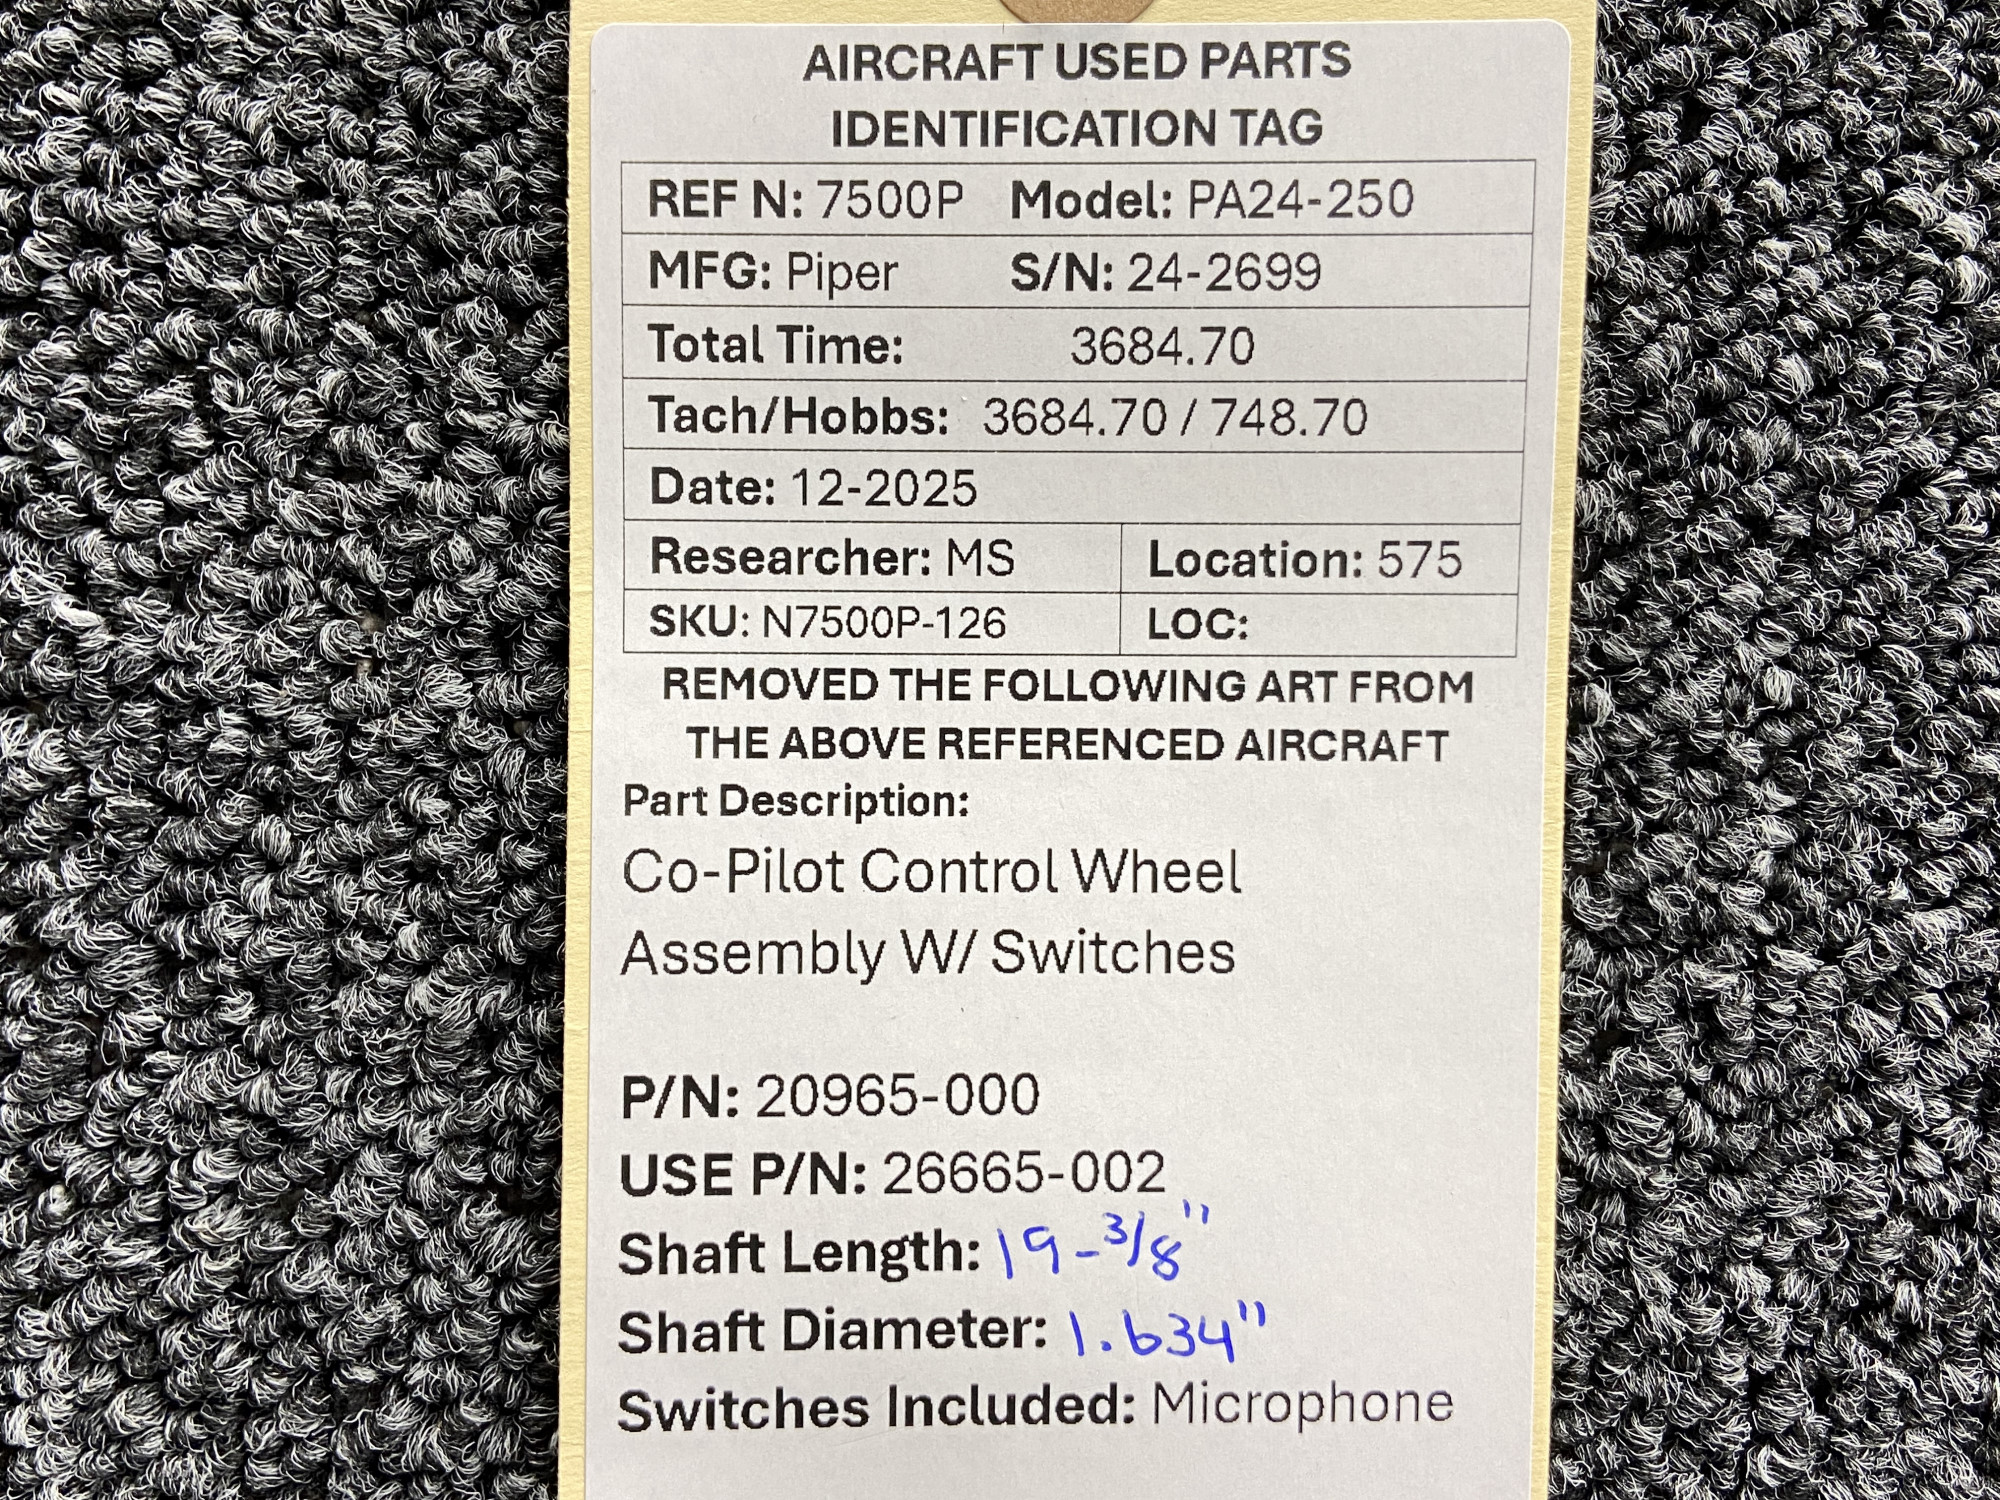 AIRCRAFT USED PARTS
IDENTIFICATION TAG
REF N: 7500P Model: PA24-250
MFG: Piper S/N: 24-2699
Total Time: 3684.70
Tach/Hobbs: 3684.70 / 748.70
Date: 12-2025
Researcher: MS Location: 575
SKU: N7500P-126 LOC:
REMOVED THE FOLLOWING ART FROM
THE ABOVE REFERENCED AIRCRAFT
Part Description:
Co-Pilot Control Wheel
Assembly W/ Switches
P/N: 20965-000
USE P/N: 26665-002
Shaft Length: 19-3/8"
Shaft Diameter: 1.634"
Switches Included: Microphone